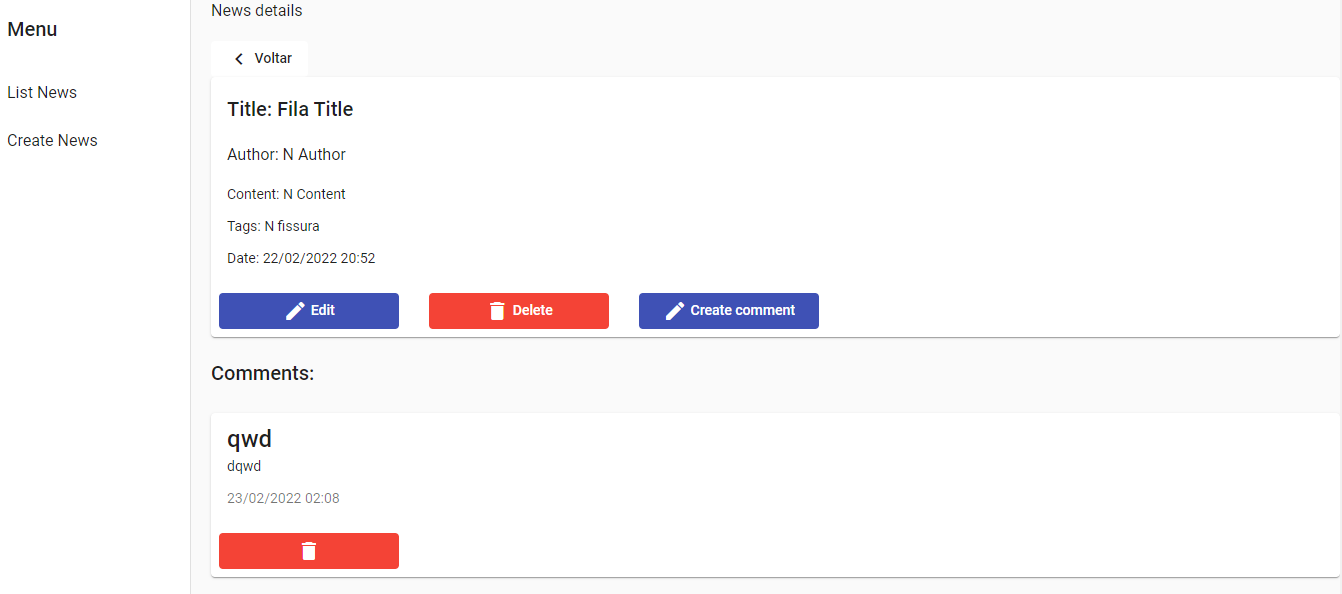 Menu
List News
Create News
News details
Voltar
Title: Fila Title
Author: N Author
Content: N Content
Tags: N fissura
Date: 22/02/2022 20:52
Edit
Delete
Create comment
Comments:
qwd
dqwd
23/02/2022 02:08